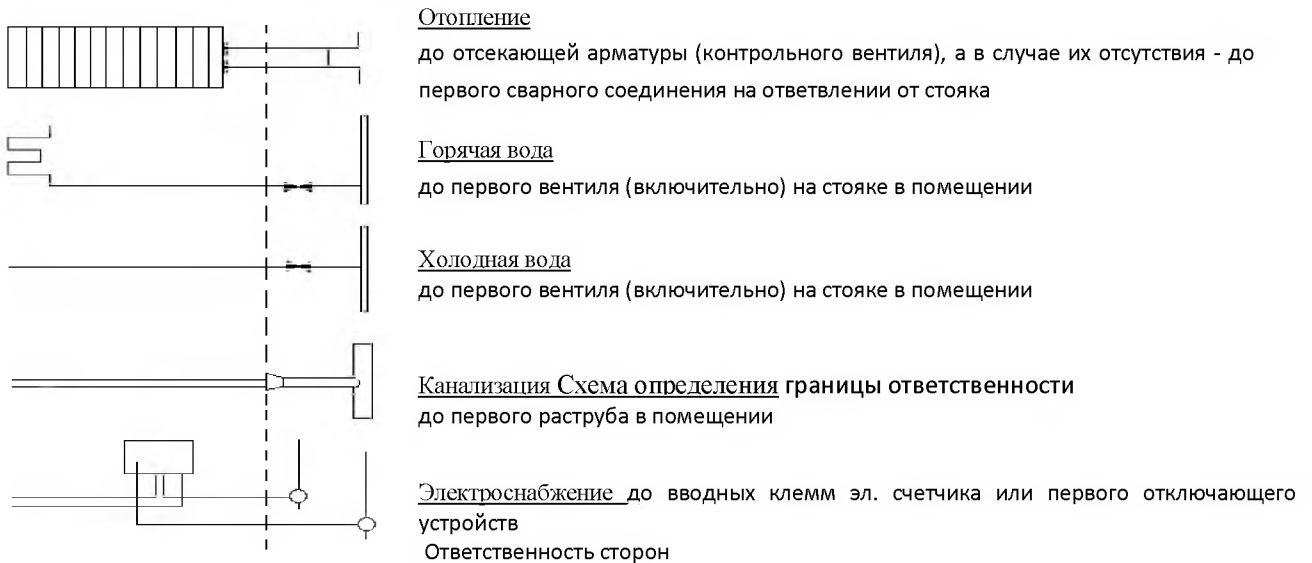 Отопление
до отсекающей арматуры (контрольного вентиля), а в случае их отсутствия - до
первого сварного соединения на ответвлении от стояка
Горячая вода
до первого вентиля (включительно) на стояке в помещении
Холодная вода
до первого вентиля (включительно) на стояке в помещении
Канализация Схема определения границы ответственности
до первого раструба в помещении
Электроснабжение до вводных клемм эл. счетчика или первого отключающего
устройств
Ответственность сторон